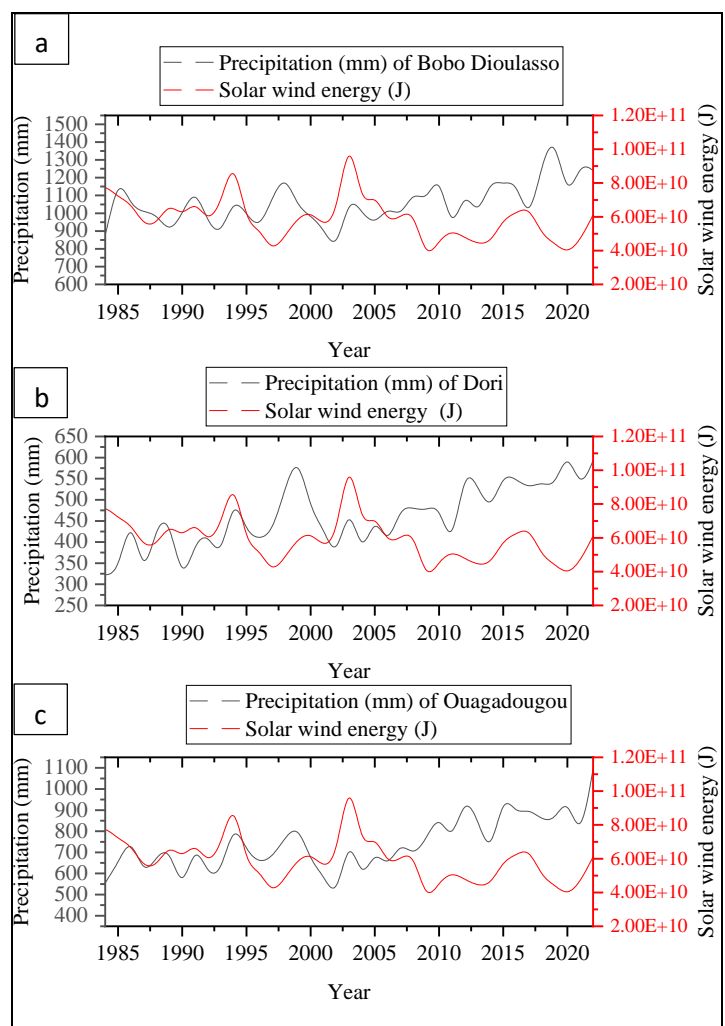 a
Precipitation (mm) of Bobo Dioulasso
Solar wind energy (J)
Precipitation (mm)
1550
1450
1300
1200
1100
1000
900
800
700
600
1.20E+11
1.00E+11
8.00E+10
6.00E+10
4.00E+10
2.00E+10
Solar wind energy (J)
1985 1990 1995 2000 2005 2010 2015 2020
Year
b
Precipitation (mm) of Dori
Solar wind energy (J)
Precipitation (mm)
650
600
550
500
450
400
350
300
250
1.20E+11
1.00E+11
8.00E+10
6.00E+10
4.00E+10
2.00E+10
Solar wind energy (J)
1985 1990 1995 2000 2005 2010 2015 2020
Year
c
Precipitation (mm) of Ouagadougou
Solar wind energy (J)
Precipitation (mm)
1100
1000
900
800
700
600
500
400
1.20E+11
1.00E+11
8.00E+10
6.00E+10
4.00E+10
2.00E+10
Solar wind energy (J)
1985 1990 1995 2000 2005 2010 2015 2020
Year